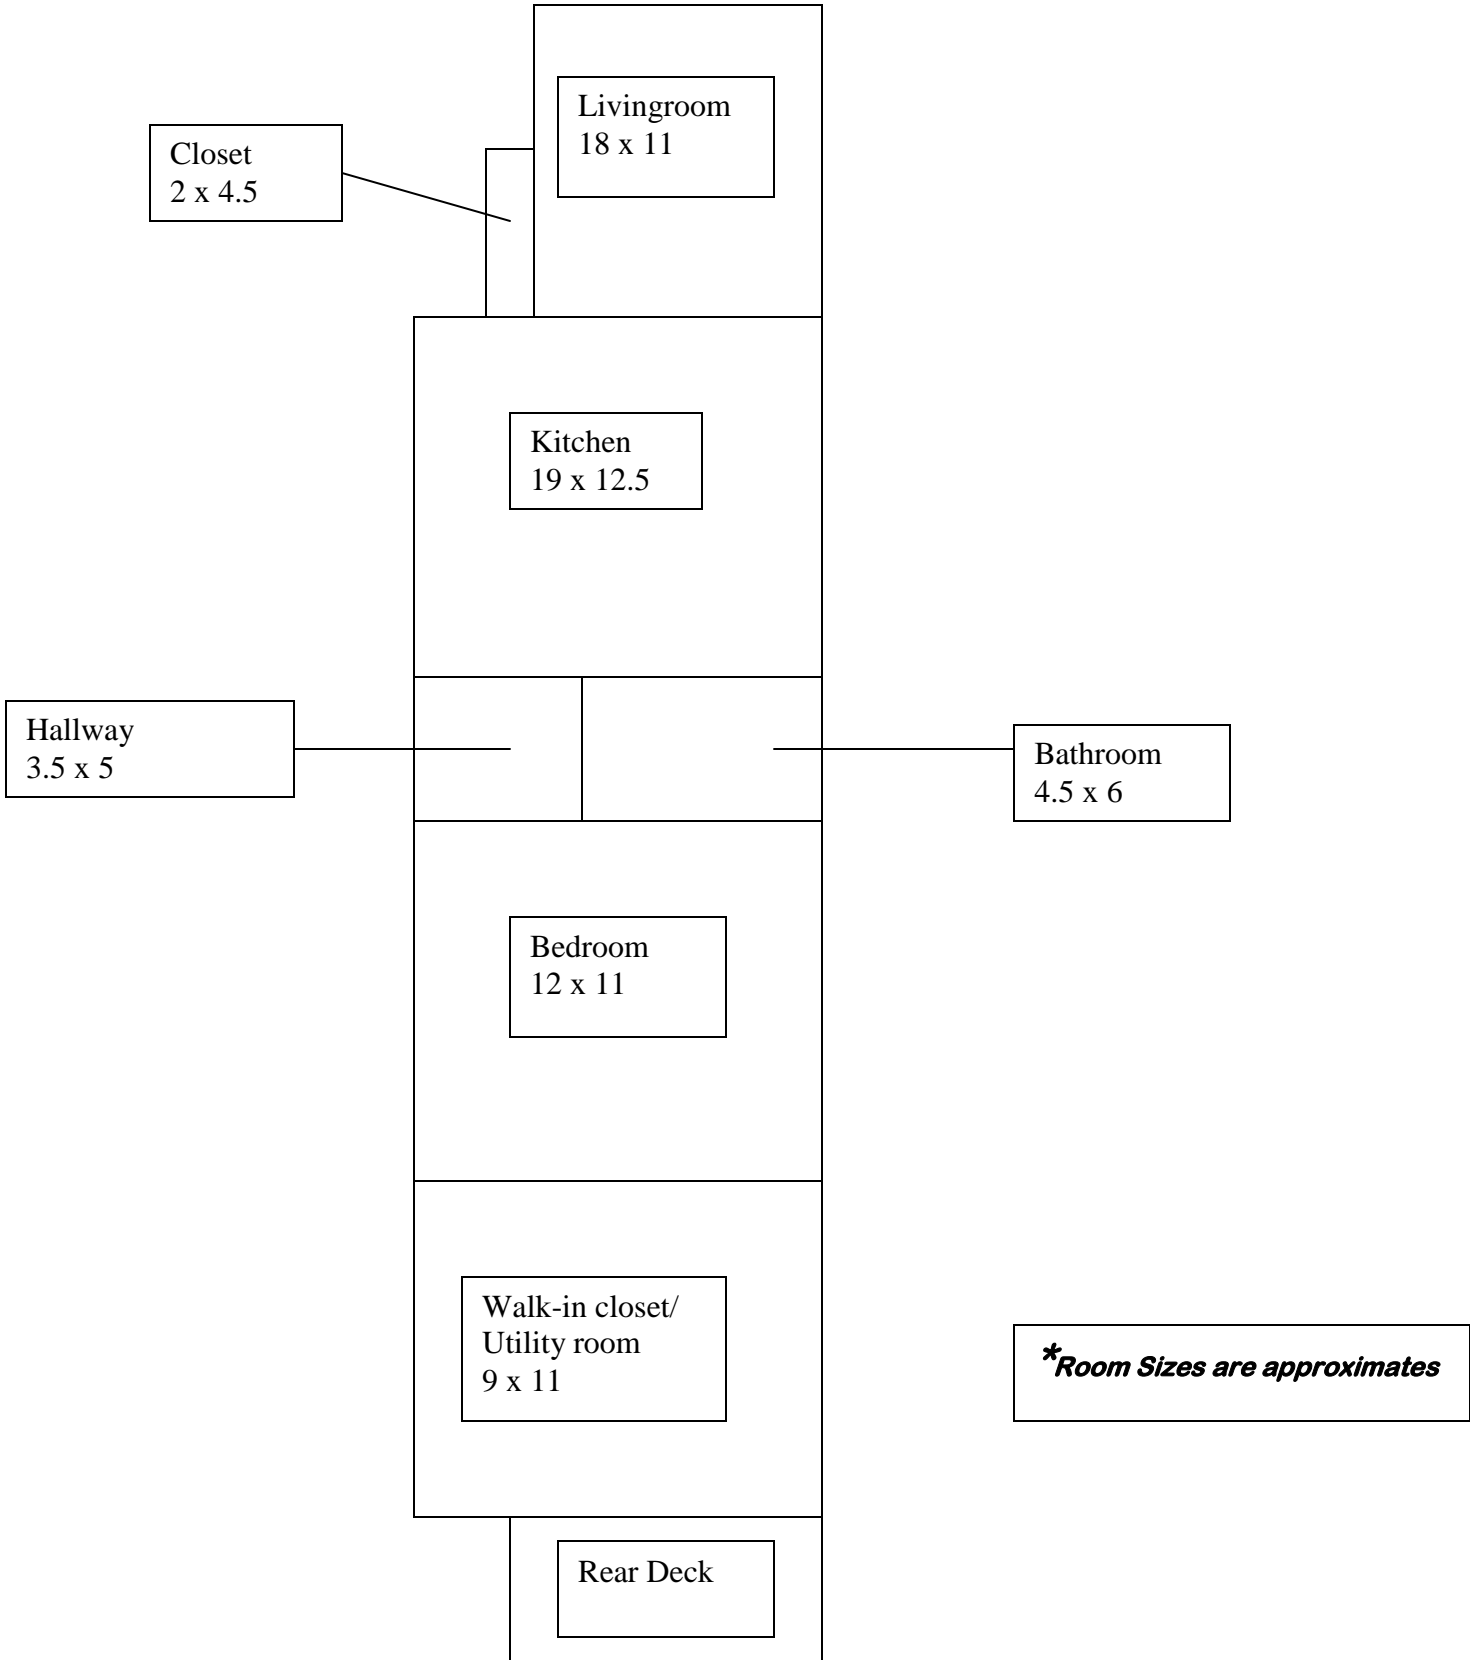 Livingroom
18 x 11
Closet
2 x 4.5
Kitchen
19 x 12.5
Hallway
3.5 x 5
Bathroom
4.5 x 6
Bedroom
12 x 11
Walk-in closet/
Utility room
9 x 11
*Room Sizes are approximates
Rear Deck